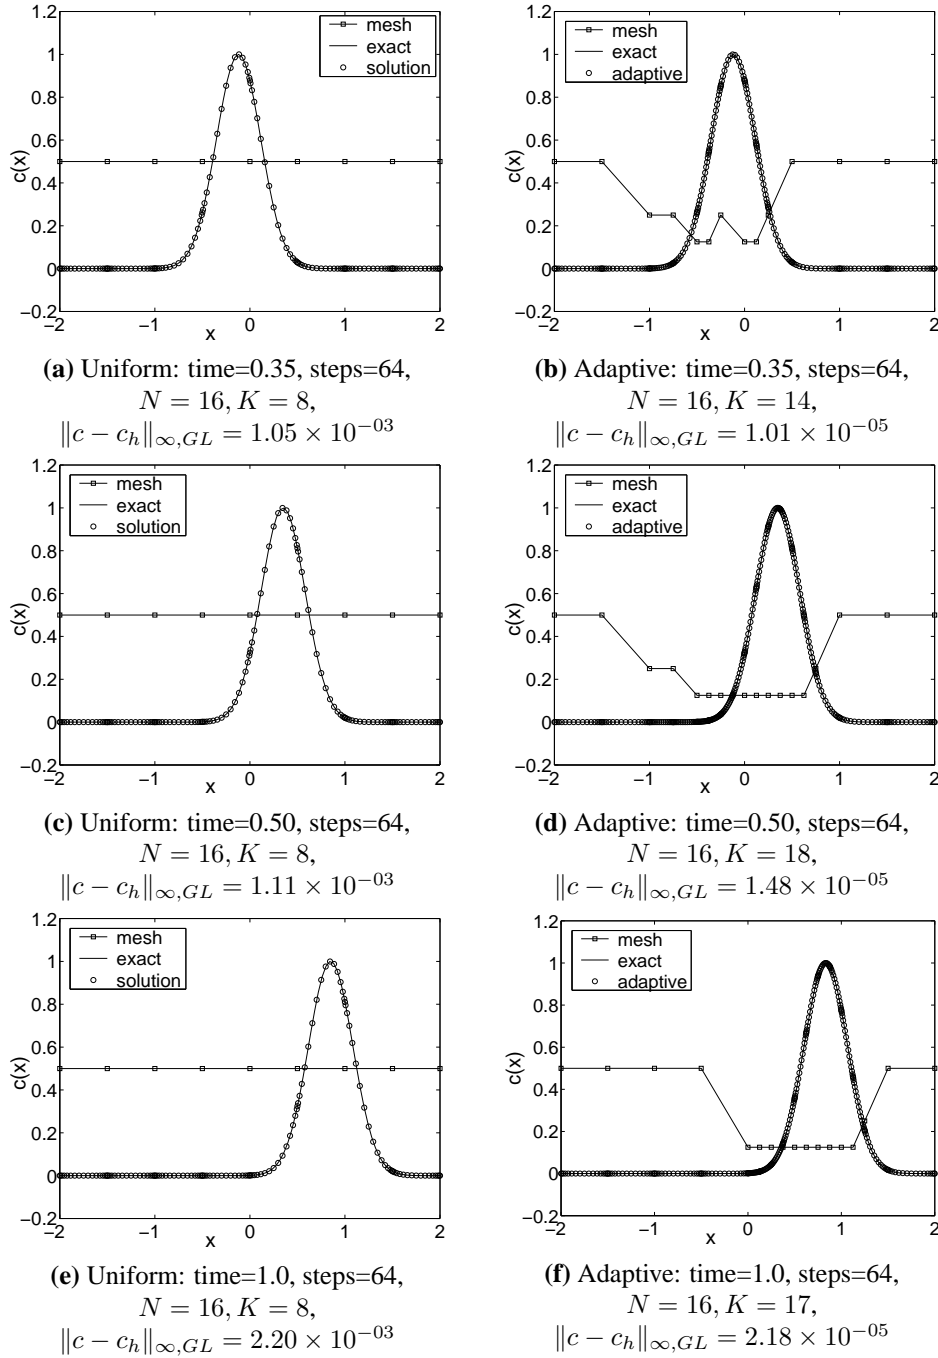 1.2
1
0.8
0.6
0.4
0.2
0
−0.2
−2
−1
0
1
2
x
c(x)
mesh
exact
solution
(a) Uniform: time=0.35, steps=64,
N = 16, K = 8,
‖c − c_h‖_{∞,GL} = 1.05 × 10^{−03}
1.2
1
0.8
0.6
0.4
0.2
0
−0.2
−2
−1
0
1
2
x
c(x)
mesh
exact
adaptive
(b) Adaptive: time=0.35, steps=64,
N = 16, K = 14,
‖c − c_h‖_{∞,GL} = 1.01 × 10^{−05}
1.2
1
0.8
0.6
0.4
0.2
0
−0.2
−2
−1
0
1
2
x
c(x)
mesh
exact
solution
(c) Uniform: time=0.50, steps=64,
N = 16, K = 8,
‖c − c_h‖_{∞,GL} = 1.11 × 10^{−03}
1.2
1
0.8
0.6
0.4
0.2
0
−0.2
−2
−1
0
1
2
x
c(x)
mesh
exact
adaptive
(d) Adaptive: time=0.50, steps=64,
N = 16, K = 18,
‖c − c_h‖_{∞,GL} = 1.48 × 10^{−05}
1.2
1
0.8
0.6
0.4
0.2
0
−0.2
−2
−1
0
1
2
x
c(x)
mesh
exact
solution
(e) Uniform: time=1.0, steps=64,
N = 16, K = 8,
‖c − c_h‖_{∞,GL} = 2.20 × 10^{−03}
1.2
1
0.8
0.6
0.4
0.2
0
−0.2
−2
−1
0
1
2
x
c(x)
mesh
exact
adaptive
(f) Adaptive: time=1.0, steps=64,
N = 16, K = 17,
‖c − c_h‖_{∞,GL} = 2.18 × 10^{−05}